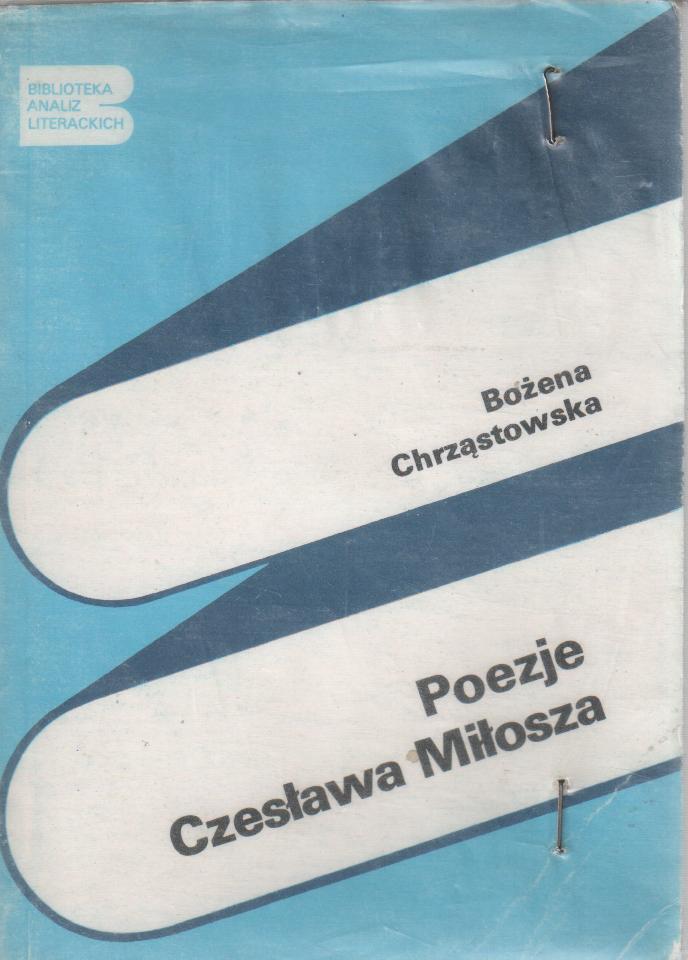 BIBLIOTEKA
ANALIZ
LITERACKICH
Bożena
Chrząstowska
Poezje
Czesława Miłosza